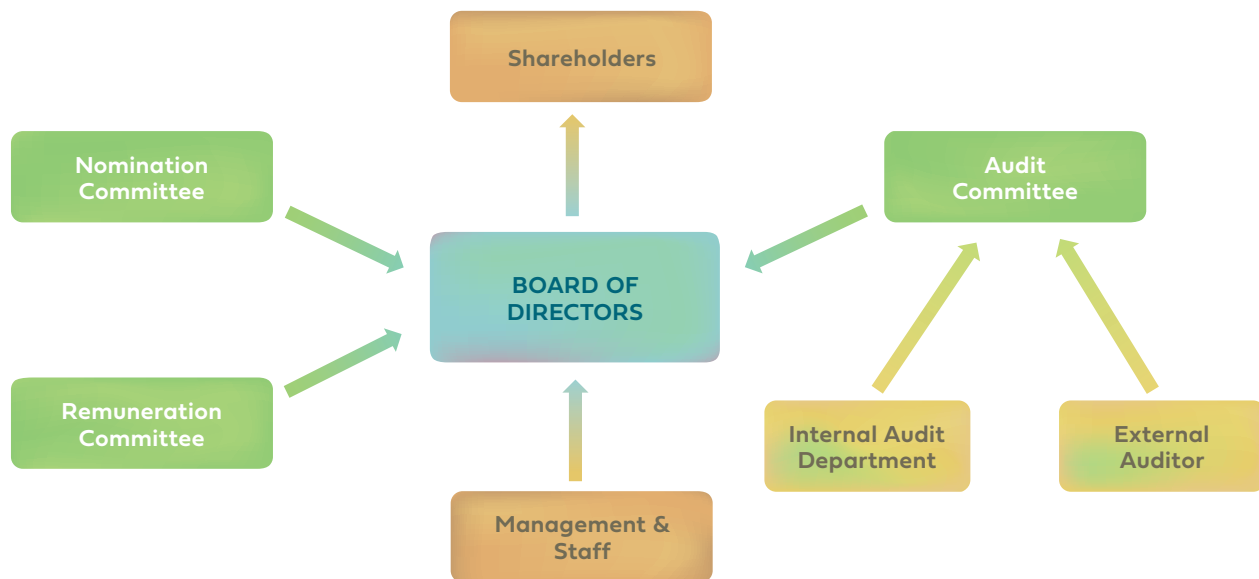 Shareholders
Nomination
Committee
Audit
Committee
BOARD OF
DIRECTORS
Remuneration
Committee
Internal Audit
Department
External
Auditor
Management &
Staff